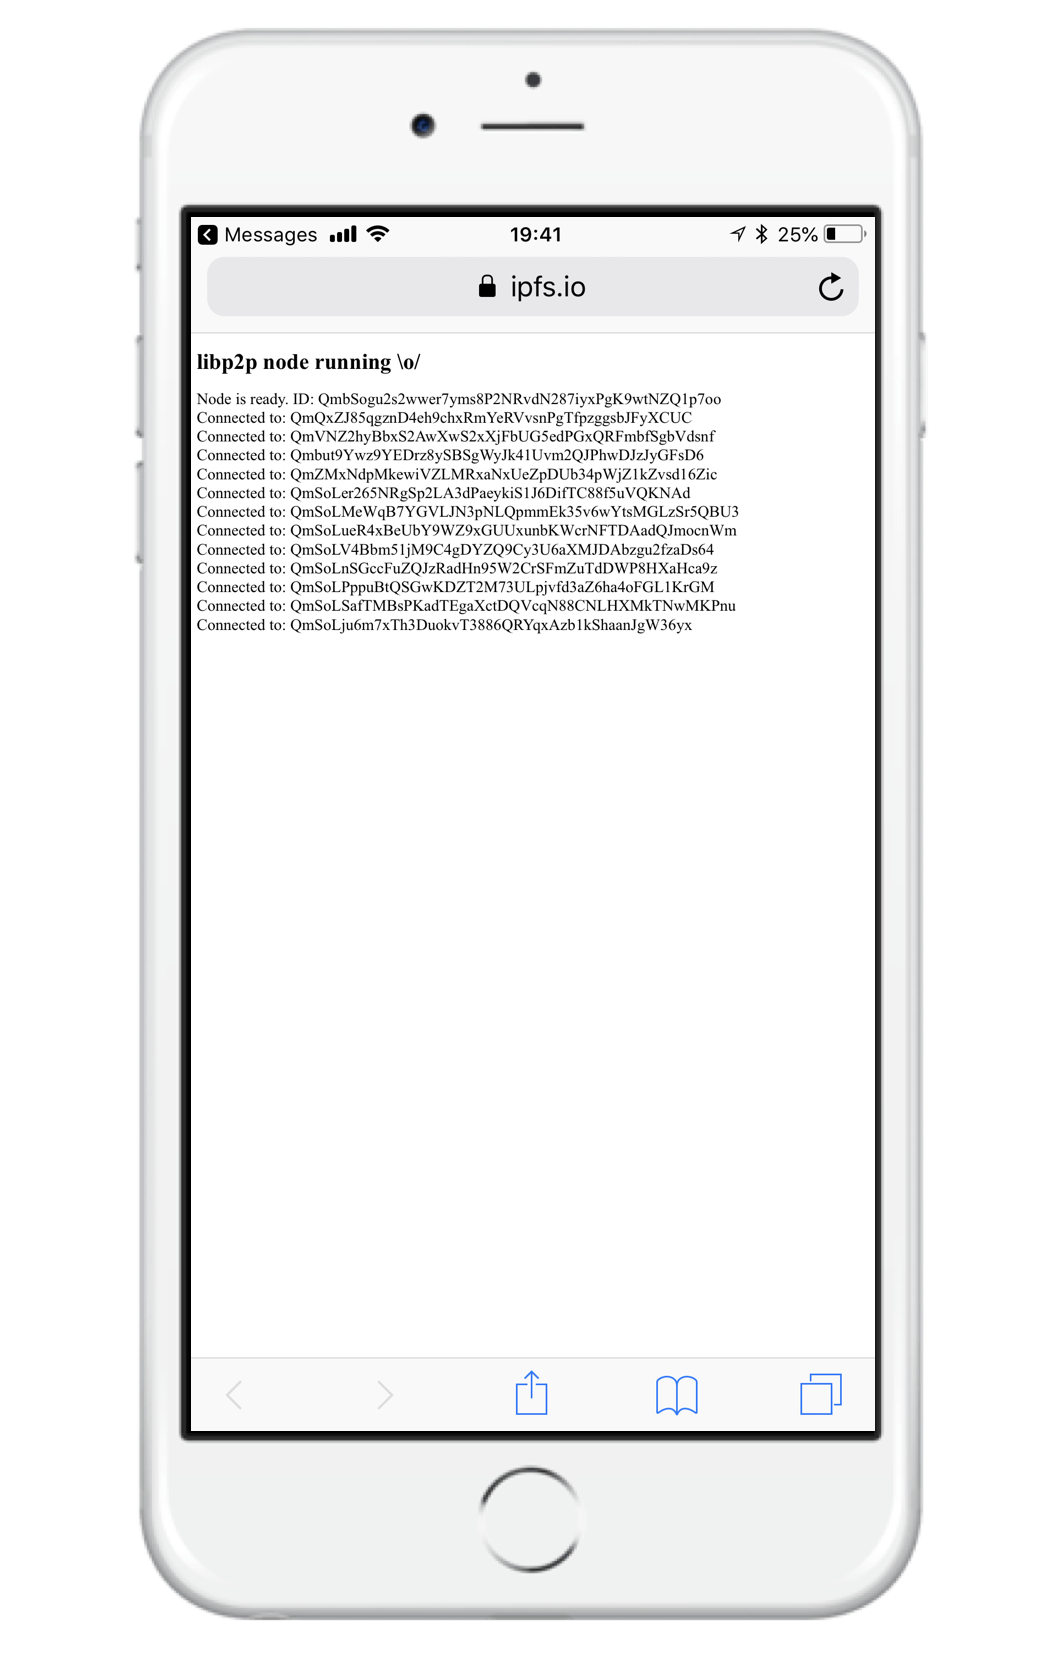 Messages 19:41 25%
ipfs.io
libp2p node running \o/
Node is ready. ID: QmbSogu2s2wwer7yms8P2NRvdN287iyxPgK9wtNZQ1p7oo
Connected to: QmQxZJ85qgznD4eh9chxRmYeRVvsnPgTfpzggsbJFyXCUC
Connected to: QmVNZ2hyBbxS2AwXwS2xXjFbUG5edPGxQRFmbfSgbVdsnf
Connected to: Qmbut9Ywz9YEDrz8ySBSgWyJk41Uvm2QJPhwDJzJyGFsD6
Connected to: QmZMxNdpMkewiVZLMRxaNxUeZpDUb34pWjZ1kZvsd16Zic
Connected to: QmSoLer265NRgSp2LA3dPaeykiS1J6DifTC88f5uVQKNAd
Connected to: QmSoLMeWqB7YGVLJN3pNLQpmmEk35v6wYtsMGLzSr5QBU3
Connected to: QmSoLueR4xBeUbY9WZ9xGUUxunbKWcrNFTDAadQJmocnWm
Connected to: QmSoLV4Bbm51jM9C4gDYZQ9Cy3U6aXMJDAbzgu2fzaDs64
Connected to: QmSoLnSGccFuZQJzRadHn95W2CrSFmZuTdDWP8HXaHca9z
Connected to: QmSoLPppuBtQSGwKDZT2M73ULpjvfd3aZ6ha4oFGL1KrGM
Connected to: QmSoLSafTMBsPKadTEgaXctDQVcqN88CNLHXMkTNwMKPnu
Connected to: QmSoLju6m7xTh3DuokvT3886QRYqxAzb1kShaanJgW36yx